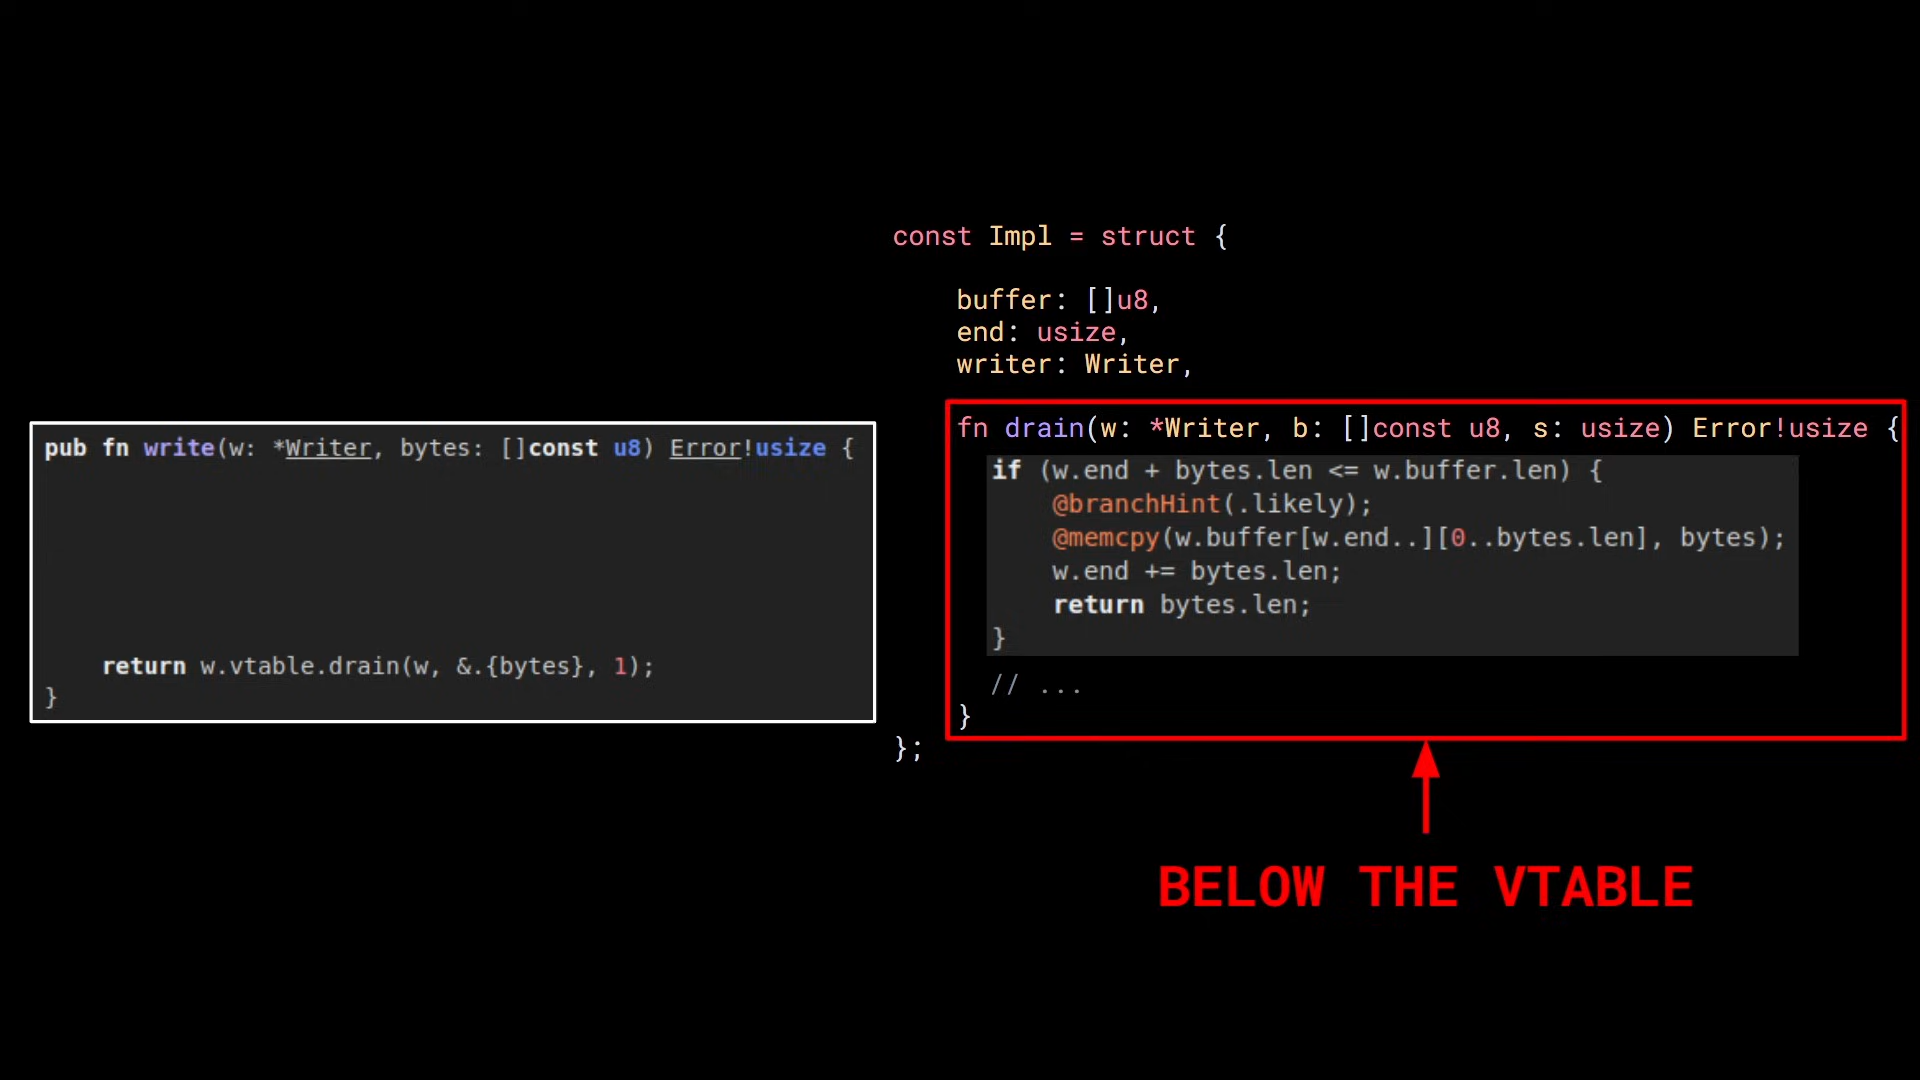 pub fn write(w: *Writer, bytes: []const u8) Error!usize {
    return w.vtable.drain(w, &.{bytes}, 1);
}
const Impl = struct {
    buffer: []u8,
    end: usize,
    writer: Writer,
    fn drain(w: *Writer, b: []const u8, s: usize) Error!usize {
        if (w.end + bytes.len <= w.buffer.len) {
            @branchHint(.likely);
            @memcpy(w.buffer[w.end..][0..bytes.len], bytes);
            w.end += bytes.len;
            return bytes.len;
        }
        // ...
    }
};
BELOW THE VTABLE